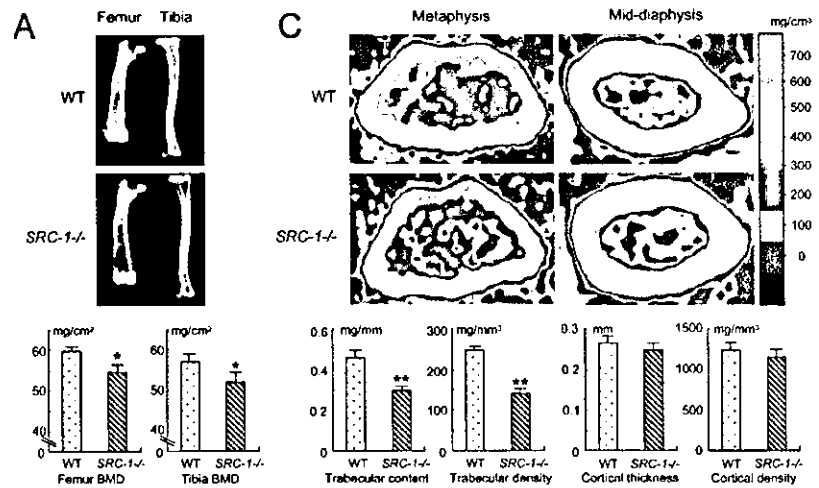 A
Femur Tibia
WT
SRC-1-/-
mg/cm²
60
50
40
0
WT SRC-1-/-
Femur BMD
mg/cm²
60
50
40
0
WT SRC-1-/-
Tibia BMD
C
Metaphysis Mid-diaphysis
WT
SRC-1-/-
mg/cm³
700
600
500
400
300
200
100
0
mg/mm
0.6
0.4
0.2
0
* *
** **
WT SRC-1-/-
Trabecular content
mg/mm³
300
200
100
0
WT SRC-1-/-
Trabecular density
mm
0.3
0.2
0.1
0
WT SRC-1-/-
Cortical thickness
mg/mm³
1500
1000
500
0
WT SRC-1-/-
Cortical density